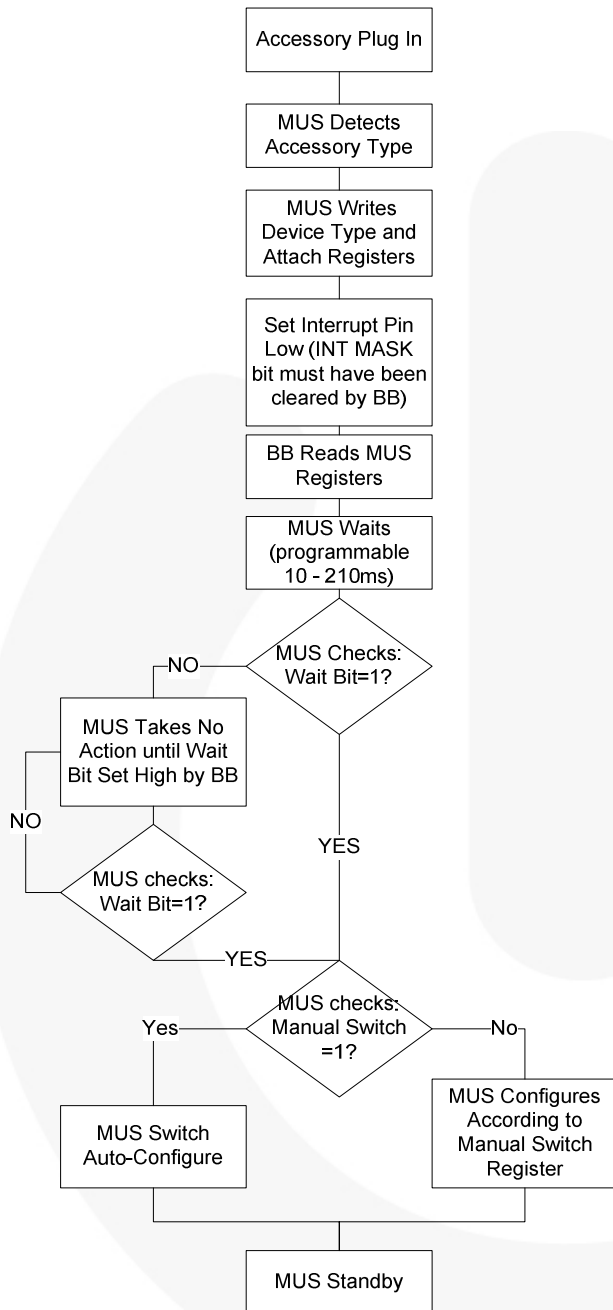 Accessory Plug In
MUS Detects
Accessory Type
MUS Writes
Device Type and
Attach Registers
Set Interrupt Pin
Low (INT MASK
bit must have been
cleared by BB)
BB Reads MUS
Registers
MUS Waits
(programmable
10 - 210ms)
MUS Checks:
Wait Bit=1?
NO
MUS Takes No
Action until Wait
Bit Set High by BB
NO
YES
MUS checks:
Wait Bit=1?
YES
MUS checks:
Manual Switch
=1?
Yes
No
MUS Switch
Auto-Configure
MUS Configures
According to
Manual Switch
Register
MUS Standby